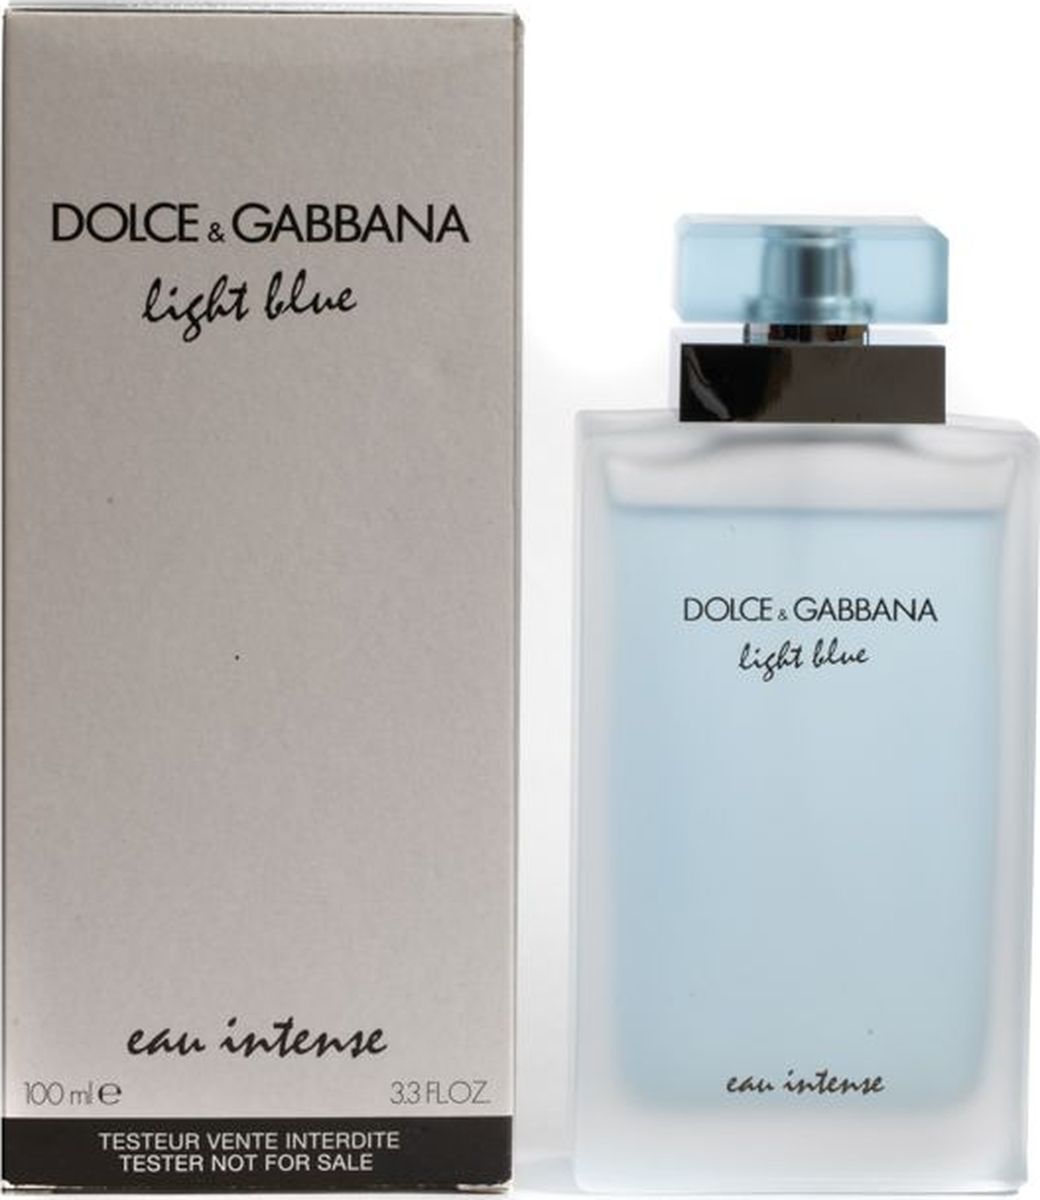 DOLCE & GABBANA
light blue
eau intense
100 ml ℮ 3.3 FL.OZ.
TESTEUR VENTE INTERDITE
TESTER NOT FOR SALE
DOLCE & GABBANA
light blue
eau intense